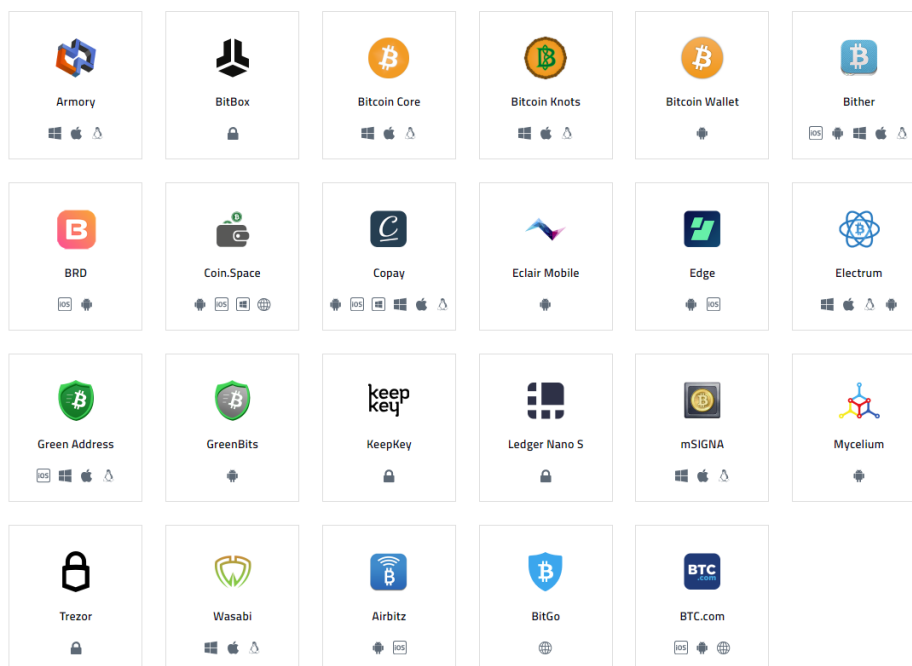 Armory
BitBox
Bitcoin Core
Bitcoin Knots
Bitcoin Wallet
Bither
iOS
B
BRD
Coin.Space
C
Copay
Eclair Mobile
Edge
Electrum
iOS
iOS
iOS
iOS
keep
key
Green Address
GreenBits
KeepKey
Ledger Nano S
mSIGNA
Mycelium
iOS
BTC
.com
Trezor
Wasabi
Airbitz
BitGo
BTC.com
iOS
iOS